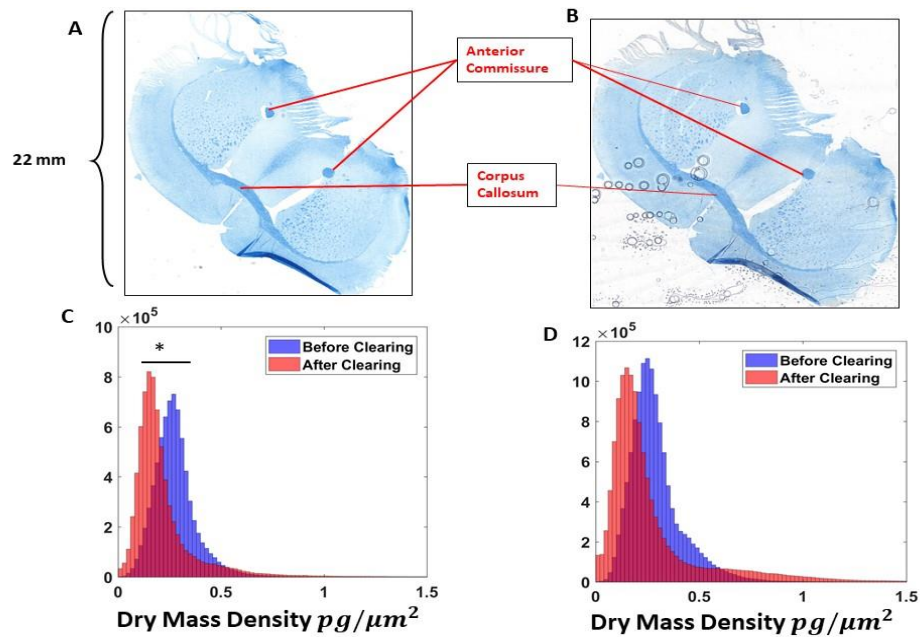 A
B
Anterior
Commissure
22 mm
Corpus
Callosum
C
×10⁵
10
8
6
4
2
0
0
0.5
1
1.5
*
Before Clearing
After Clearing
Dry Mass Density pg/μm²
D
×10⁵
12
10
8
6
4
2
0
0
0.5
1
1.5
Before Clearing
After Clearing
Dry Mass Density pg/μm²